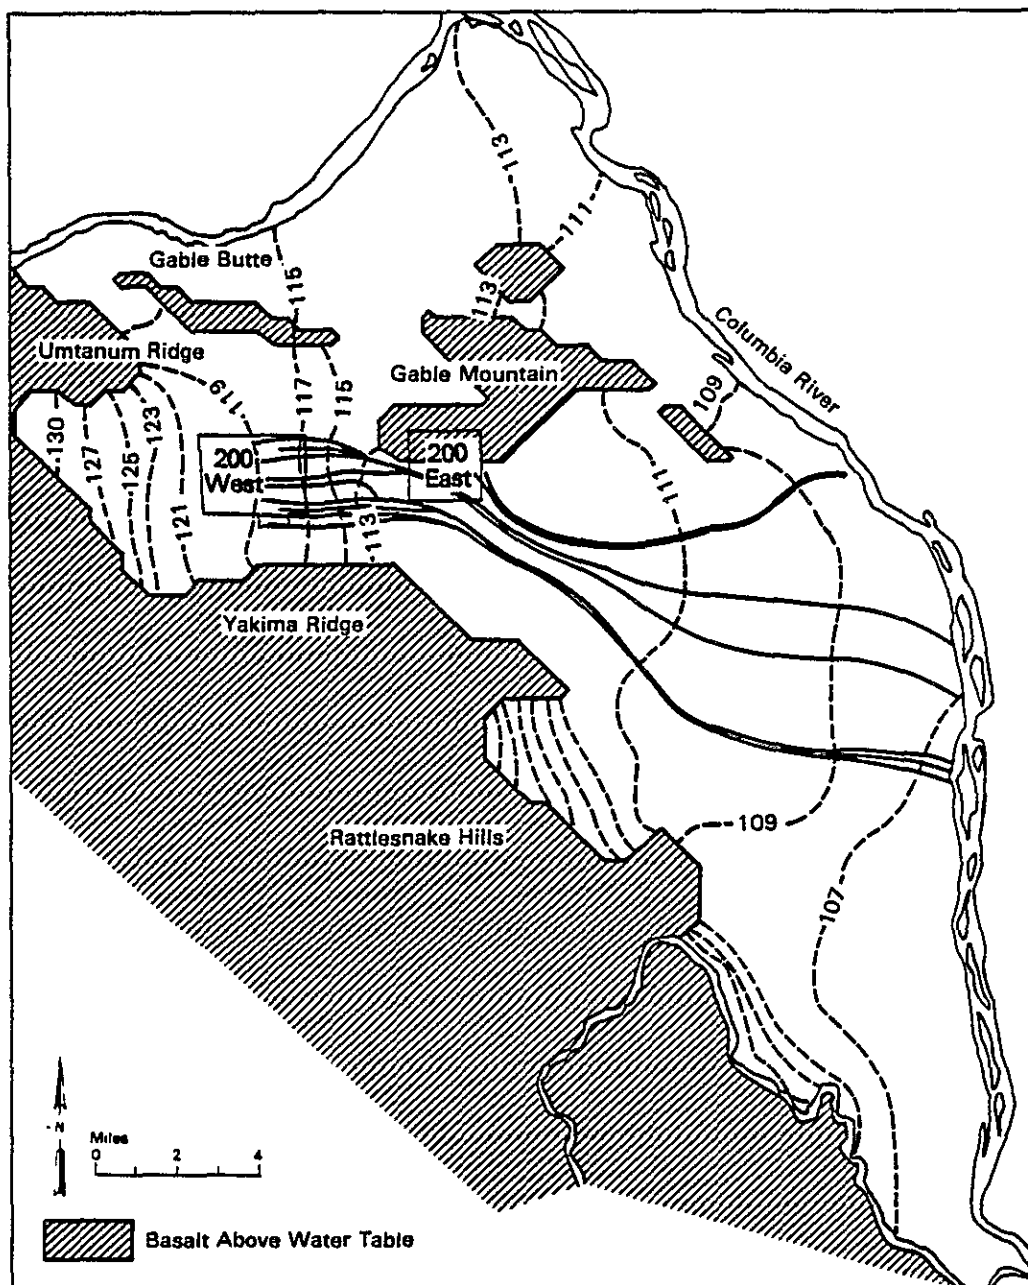 113
111
Gable Butte
115
113
Columbia River
Umtanum Ridge
Gable Mountain
109
119
117
115
130
127
125
123
121
200
West
200
East
111
113
Yakima Ridge
Rattlesnake Hills
109
107
N
Miles
0 2 4
Basalt Above Water Table